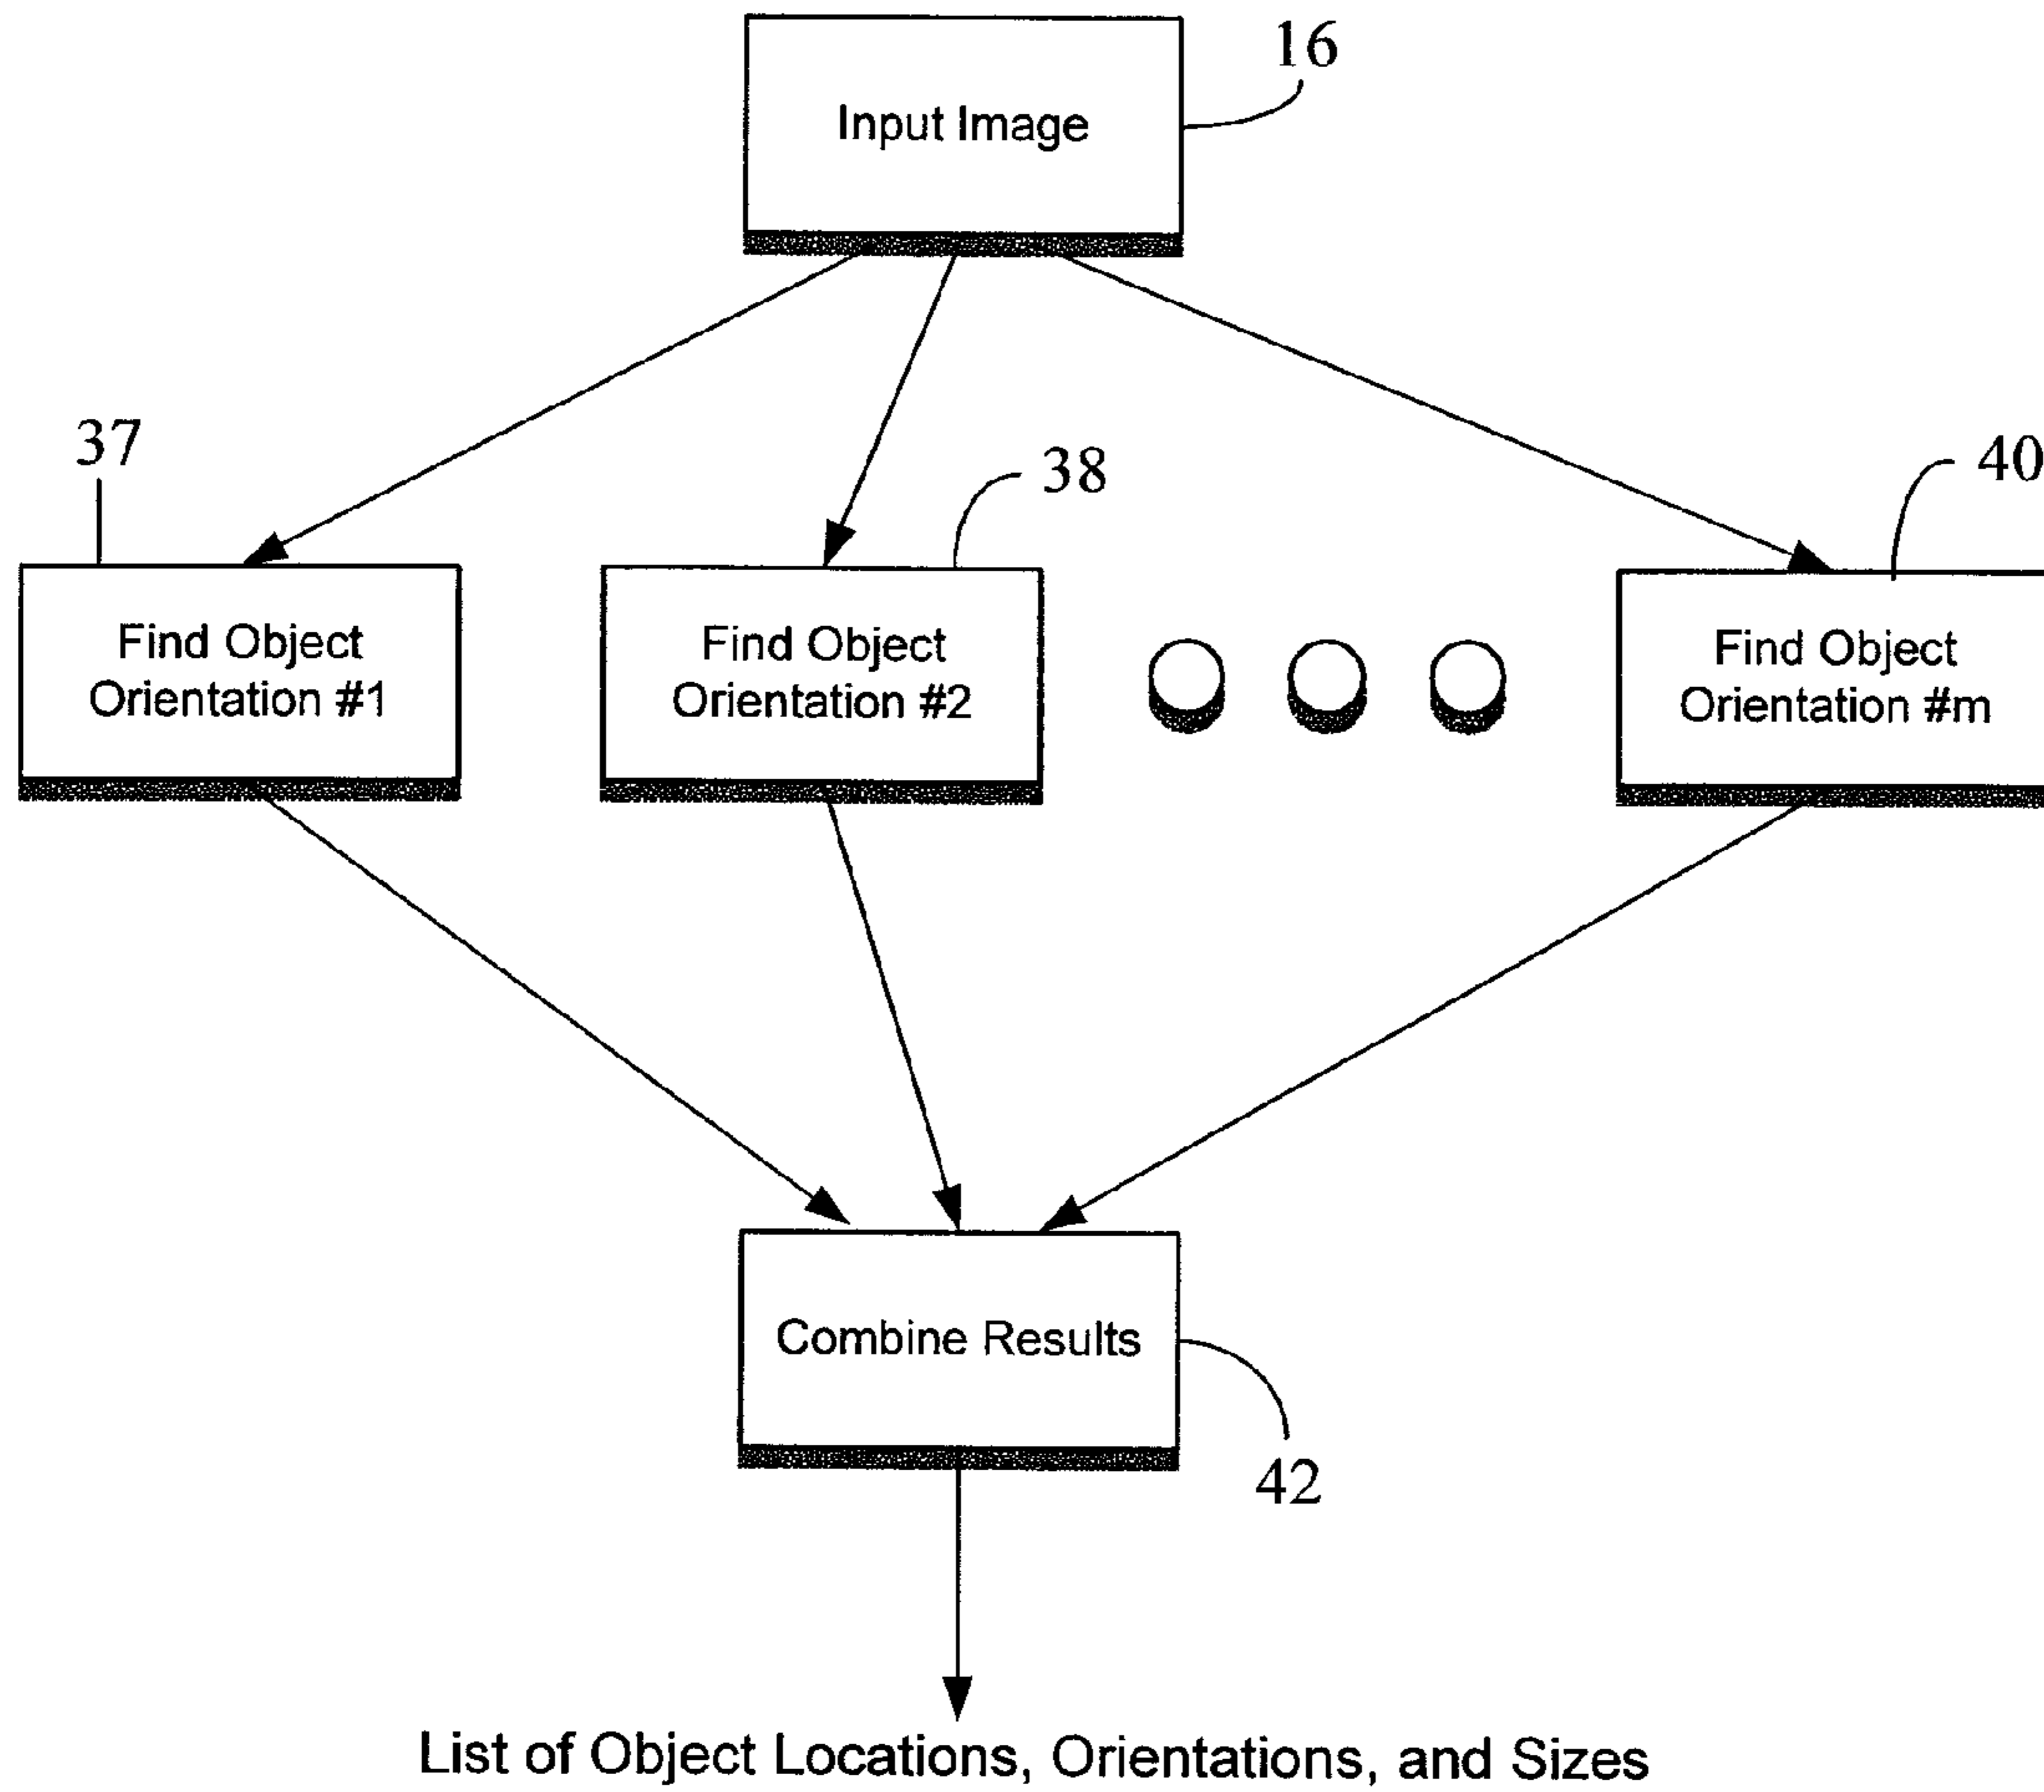 16
Input Image
37
38
40
Find Object
Orientation #1
Find Object
Orientation #2
Find Object
Orientation #m
Combine Results
42
List of Object Locations, Orientations, and Sizes